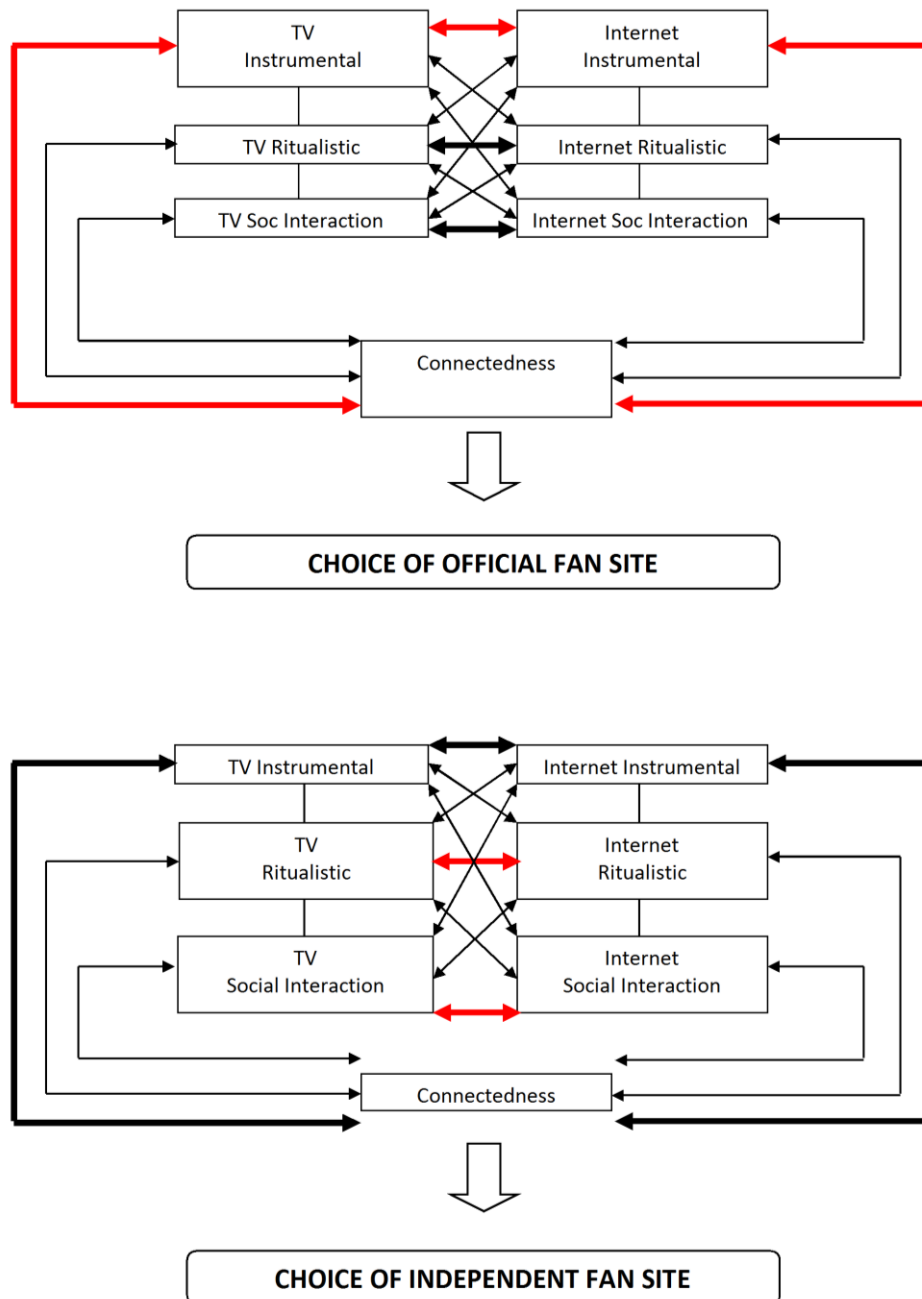 TV
Instrumental
Internet
Instrumental
TV Ritualistic
Internet Ritualistic
TV Soc Interaction
Internet Soc Interaction
Connectedness
CHOICE OF OFFICIAL FAN SITE
TV Instrumental
Internet Instrumental
TV
Ritualistic
Internet
Ritualistic
TV
Social Interaction
Internet
Social Interaction
Connectedness
CHOICE OF INDEPENDENT FAN SITE